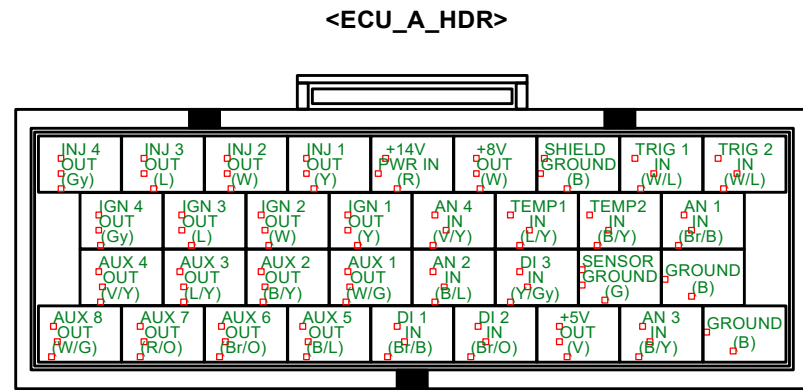 <ECU_A_HDR>
INJ 4 OUT (Gy)
INJ 3 OUT (L)
INJ 2 OUT (W)
INJ 1 OUT (Y)
+14V PWR IN (R)
+8V OUT (W)
SHIELD GROUND (B)
TRIG 1 IN (W/L)
TRIG 2 IN (W/L)
IGN 4 OUT (Gy)
IGN 3 OUT (L)
IGN 2 OUT (W)
IGN 1 OUT (Y)
AN 4 IN (V/Y)
TEMP1 IN (L/Y)
TEMP2 IN (B/Y)
AN 1 IN (Br/B)
AUX 4 OUT (V/Y)
AUX 3 OUT (L/Y)
AUX 2 OUT (B/Y)
AUX 1 OUT (W/G)
AN 2 IN (B/L)
DI 3 IN (Y/Gy)
SENSOR GROUND (G)
GROUND (B)
AUX 8 OUT (W/G)
AUX 7 OUT (R/O)
AUX 6 OUT (Br/O)
AUX 5 OUT (B/L)
DI 1 IN (Br/B)
DI 2 IN (Br/O)
+5V OUT (V)
AN 3 IN (B/Y)
GROUND (B)